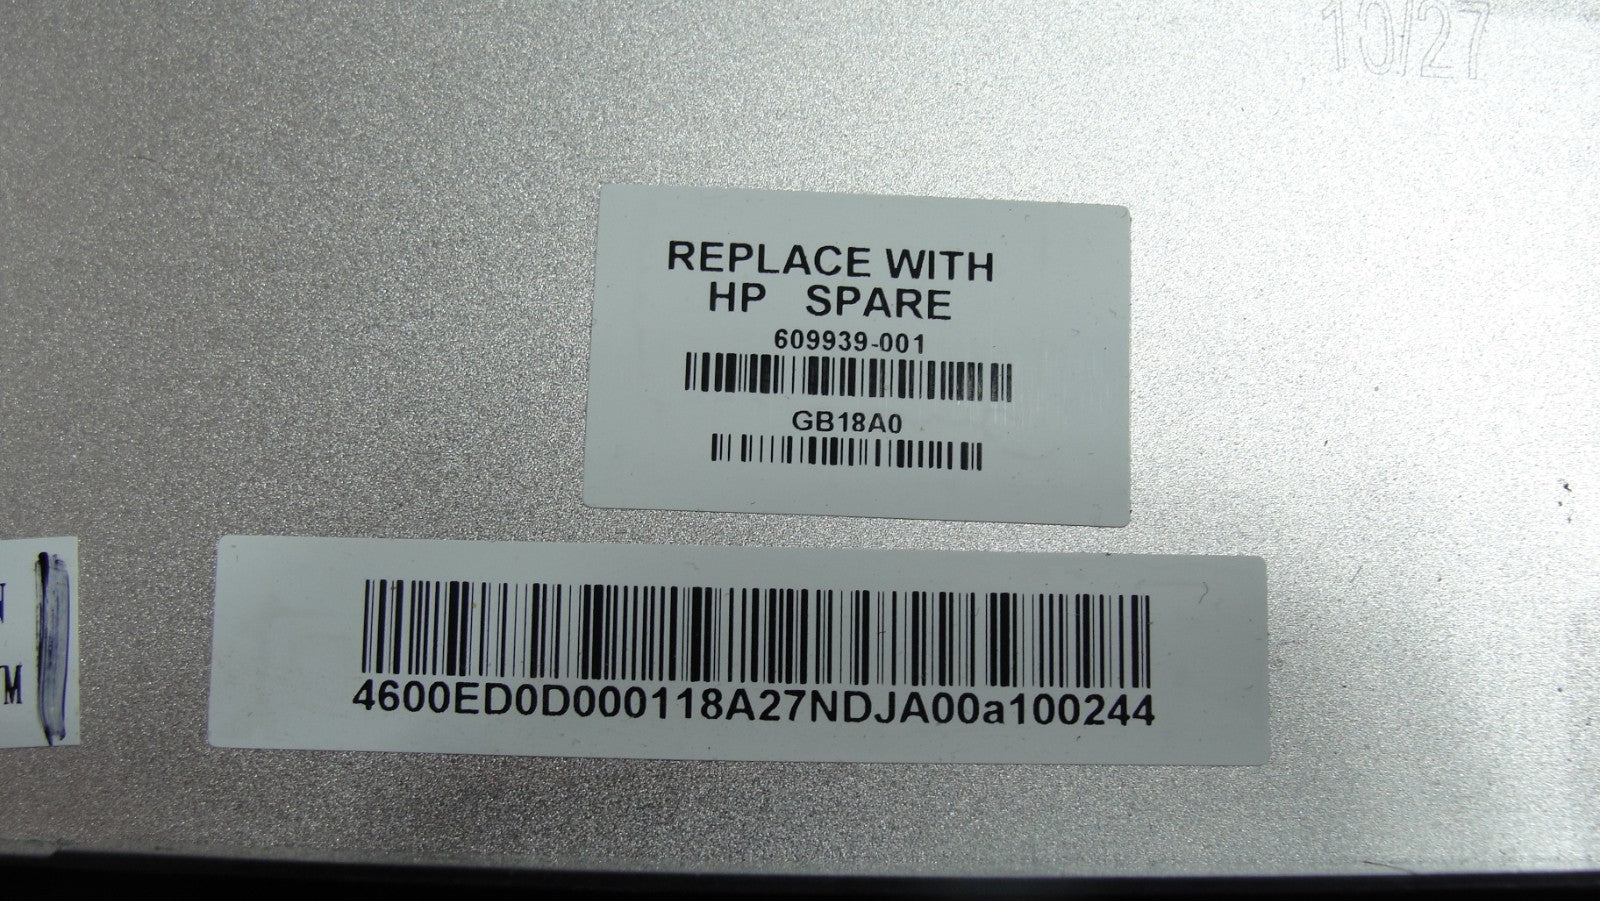 10/27
REPLACE WITH
HP SPARE
609939-001
GB18A0
4600ED0D000118A27NDJA00a100244
N
M